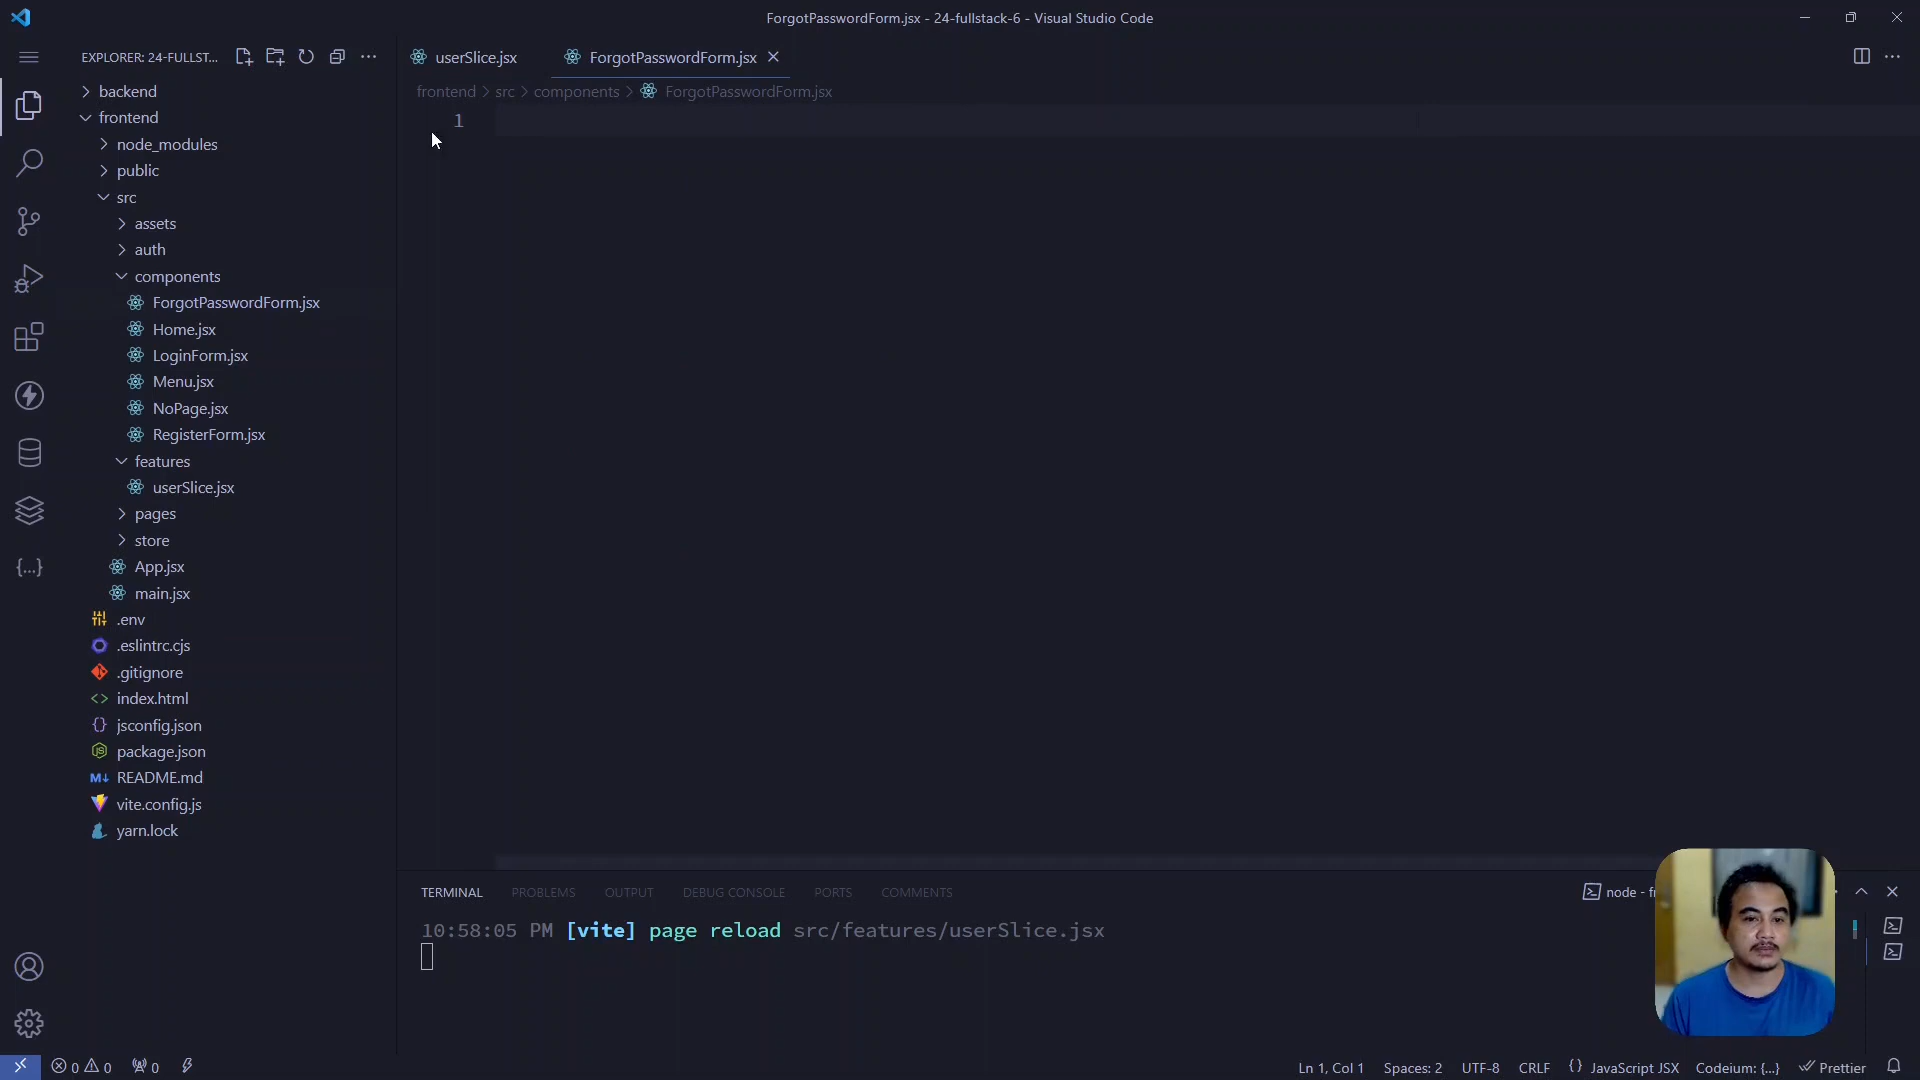 ForgotPasswordForm.jsx - 24-fullstack-6 - Visual Studio Code
EXPLORER: 24-FULLST...
backend
frontend
node_modules
public
src
assets
auth
components
ForgotPasswordForm.jsx
Home.jsx
LoginForm.jsx
Menu.jsx
NoPage.jsx
RegisterForm.jsx
features
userSlice.jsx
pages
store
App.jsx
main.jsx
.env
.eslintrc.cjs
.gitignore
index.html
jsconfig.json
package.json
README.md
vite.config.js
yarn.lock
userSlice.jsx ForgotPasswordForm.jsx
frontend > src > components > ForgotPasswordForm.jsx
1
TERMINAL PROBLEMS OUTPUT DEBUG CONSOLE PORTS COMMENTS
node - f
10:58:05 PM [vite] page reload src/features/userSlice.jsx
0 0 0 Ln 1, Col 1 Spaces: 2 UTF-8 CRLF {} JavaScript JSX Codeium: {...} Prettier